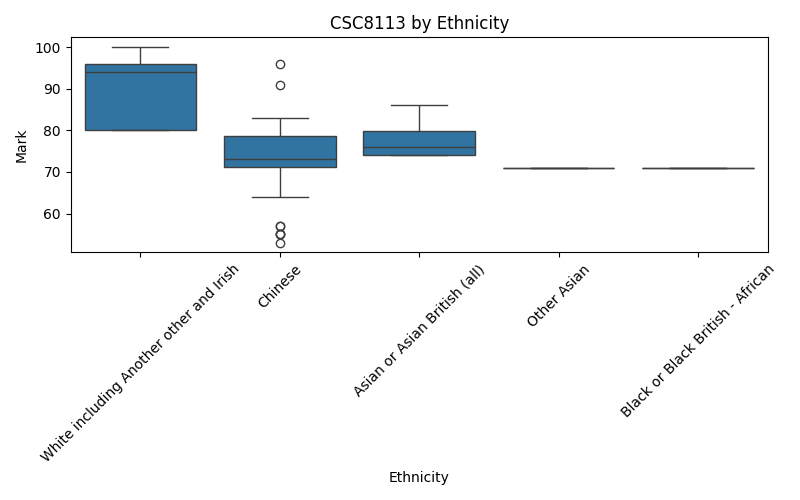 CSC8113 by Ethnicity
Mark
100
90
80
70
60
White including Another other and Irish
Chinese
Asian or Asian British (all)
Other Asian
Black or Black British - African
Ethnicity